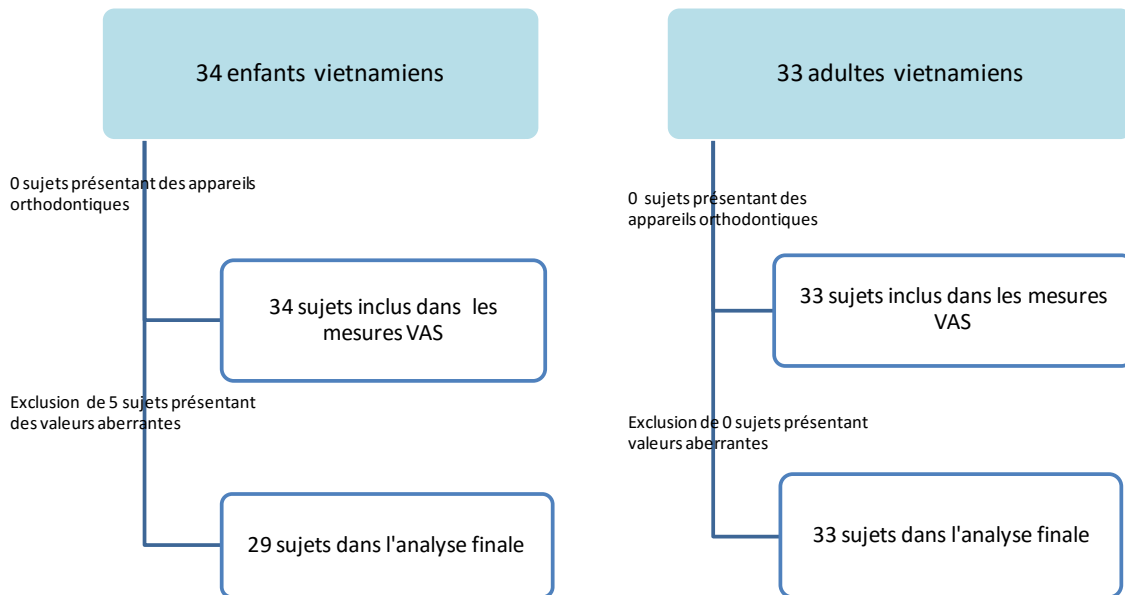 34 enfants vietnamiens
0 sujets présentant des appareils
orthodontiques
34 sujets inclus dans les
mesures VAS
Exclusion de 5 sujets présentant
des valeurs aberrantes
29 sujets dans l'analyse finale
33 adultes vietnamiens
0 sujets présentant des
appareils orthodontiques
33 sujets inclus dans les mesures
VAS
Exclusion de 0 sujets présentant
valeurs aberrantes
33 sujets dans l'analyse finale